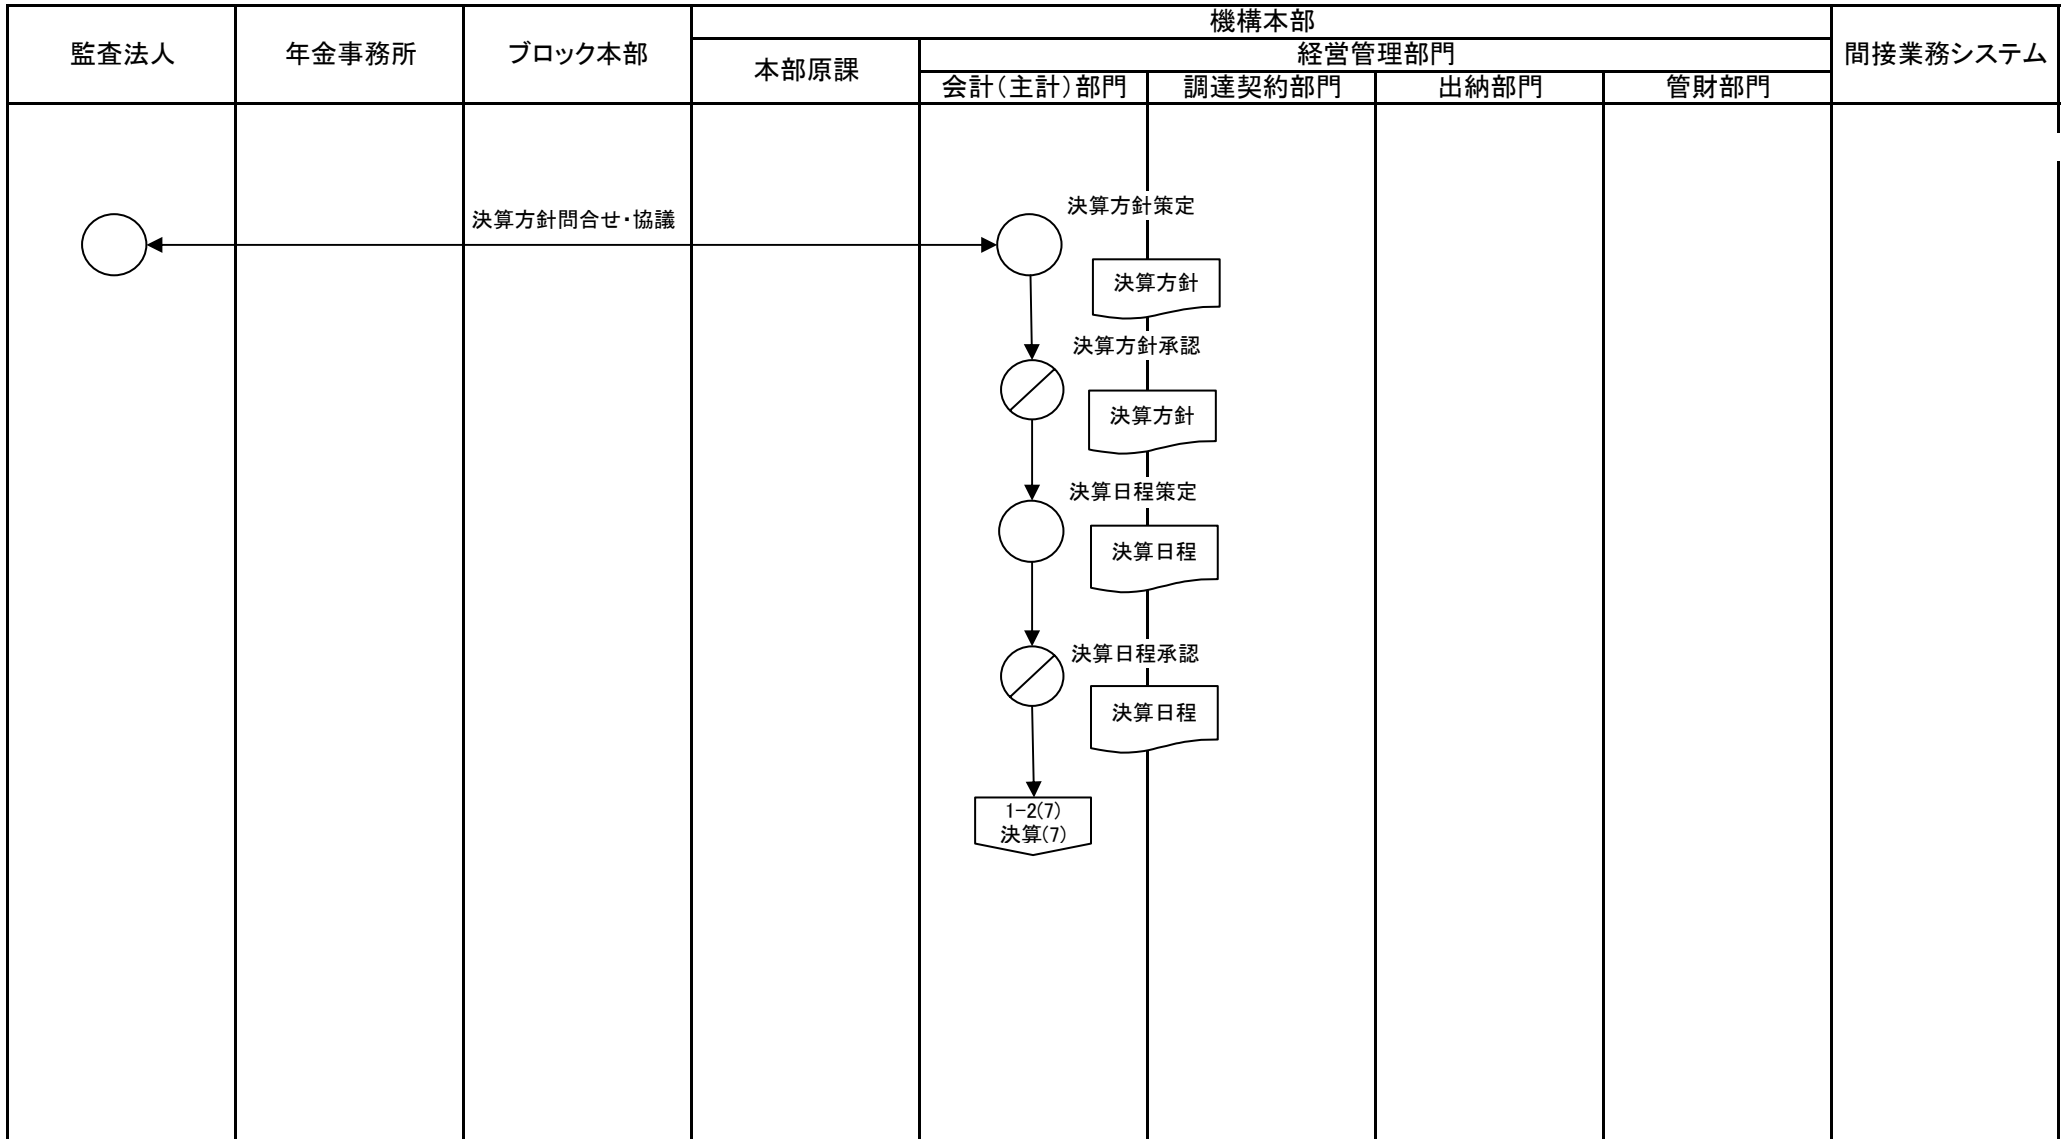 監査法人
年金事務所
ブロック本部
機構本部
本部原課
経営管理部門
会計(主計)部門
調達契約部門
出納部門
管財部門
間接業務システム
決算方針問合せ・協議
決算方針策定
決算方針
決算方針承認
決算方針
決算日程策定
決算日程
決算日程承認
決算日程
1-2(7)
決算(7)